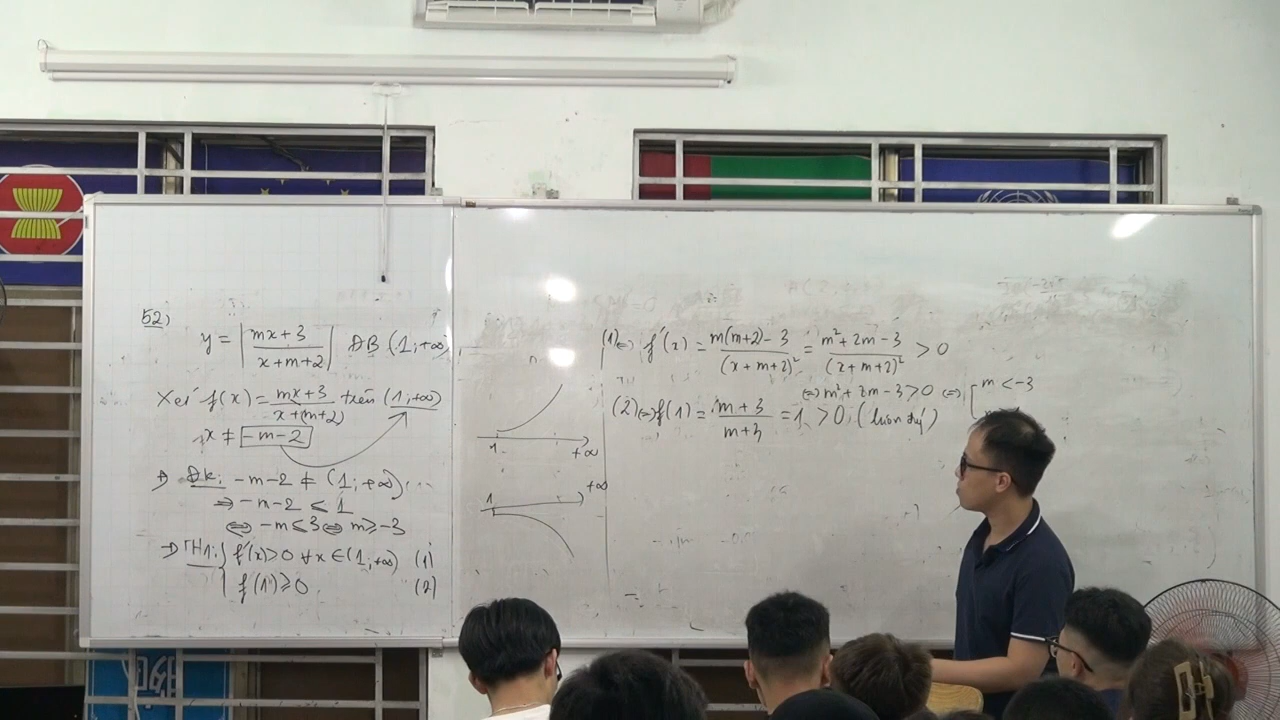 52,
y = | (mx+3)/(x+m+2) | ĐB (1;+∞
Xét f(x) = (mx+3)/(x+(m+2)) trên (1;+∞)
x ≠ -m-2
→ Đk: -m-2 ∉ (1;+∞)
⇒ -m-2 ≤ 1
⇔ -m ≤ 3 ⇔ m ≥ -3
→ TH1: { f'(x) > 0 ∀x ∈ (1;+∞) (1)
f(1) ≥ 0 (2)
1 +∞
1 +∞
(1) ⇔ f'(x) = (m(m+2)-3)/(x+m+2)² = (m²+2m-3)/(x+m+2)² > 0
⇔ m²+2m-3 > 0 ⇔ [ m < -3
(2) ⇔ f(1) = (m+3)/(m+3) = 1 > 0 (luôn đú)